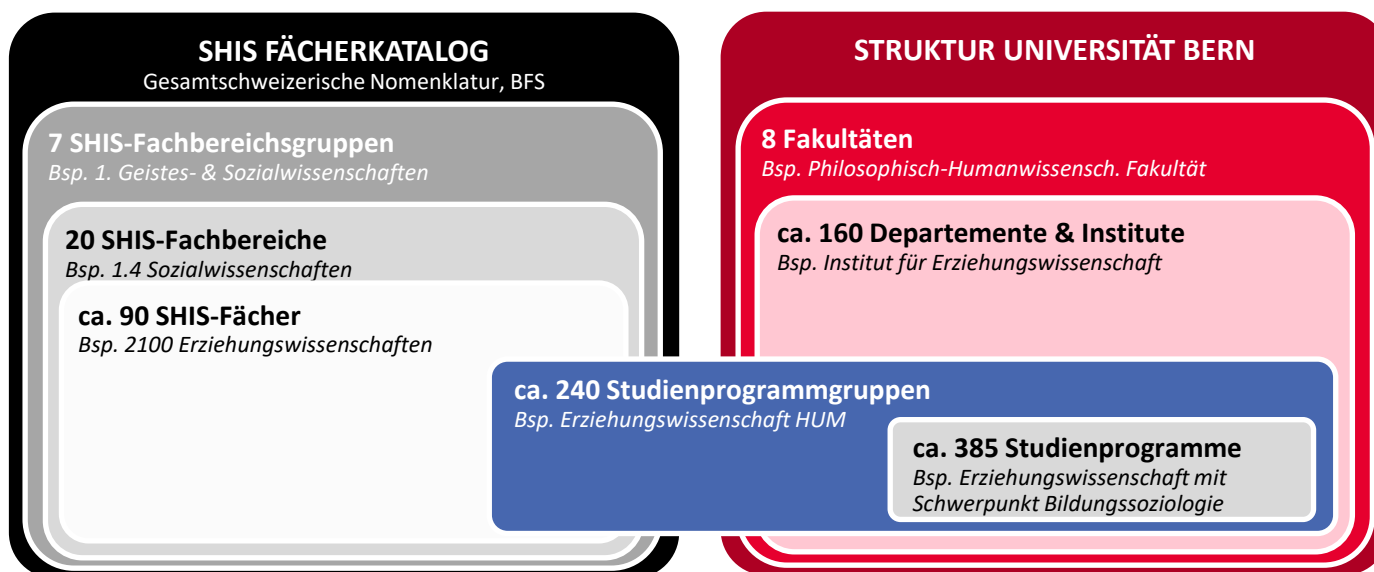 SHIS FÄCHERKATALOG
Gesamtschweizerische Nomenklatur, BFS
7 SHIS-Fachbereichsgruppen
Bsp. 1. Geistes- & Sozialwissenschaften
20 SHIS-Fachbereiche
Bsp. 1.4 Sozialwissenschaften
ca. 90 SHIS-Fächer
Bsp. 2100 Erziehungswissenschaften
STRUKTUR UNIVERSITÄT BERN
8 Fakultäten
Bsp. Philosophisch-Humanwissensch. Fakultät
ca. 160 Departemente & Institute
Bsp. Institut für Erziehungswissenschaft
ca. 240 Studienprogrammgruppen
Bsp. Erziehungswissenschaft HUM
ca. 385 Studienprogramme
Bsp. Erziehungswissenschaft mit
Schwerpunkt Bildungssoziologie